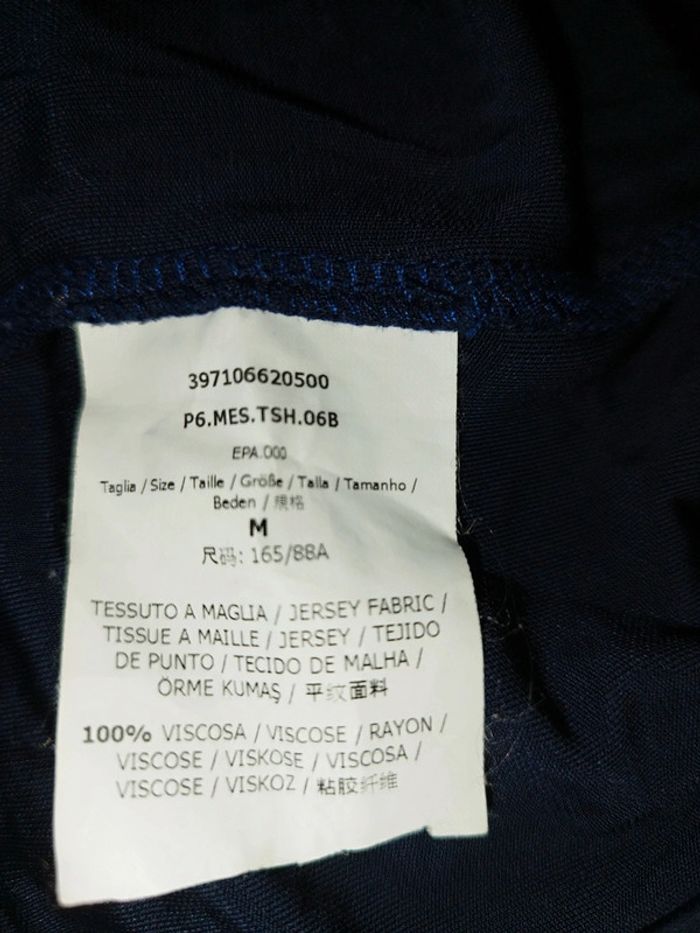 397106620500
P6.MES.TSH.06B
EPA.000
Taglia / Size / Taille / Größe / Talla / Tamanho /
Beden / 规格
M
尺码: 165/88A
TESSUTO A MAGLIA / JERSEY FABRIC /
TISSUE A MAILLE / JERSEY / TEJIDO
DE PUNTO / TECIDO DE MALHA /
ÖRME KUMAŞ / 平纹面料
100% VISCOSA / VISCOSE / RAYON /
VISCOSE / VISKOSE / VISCOSA /
VISCOSE / VISKOZ / 粘胶纤维